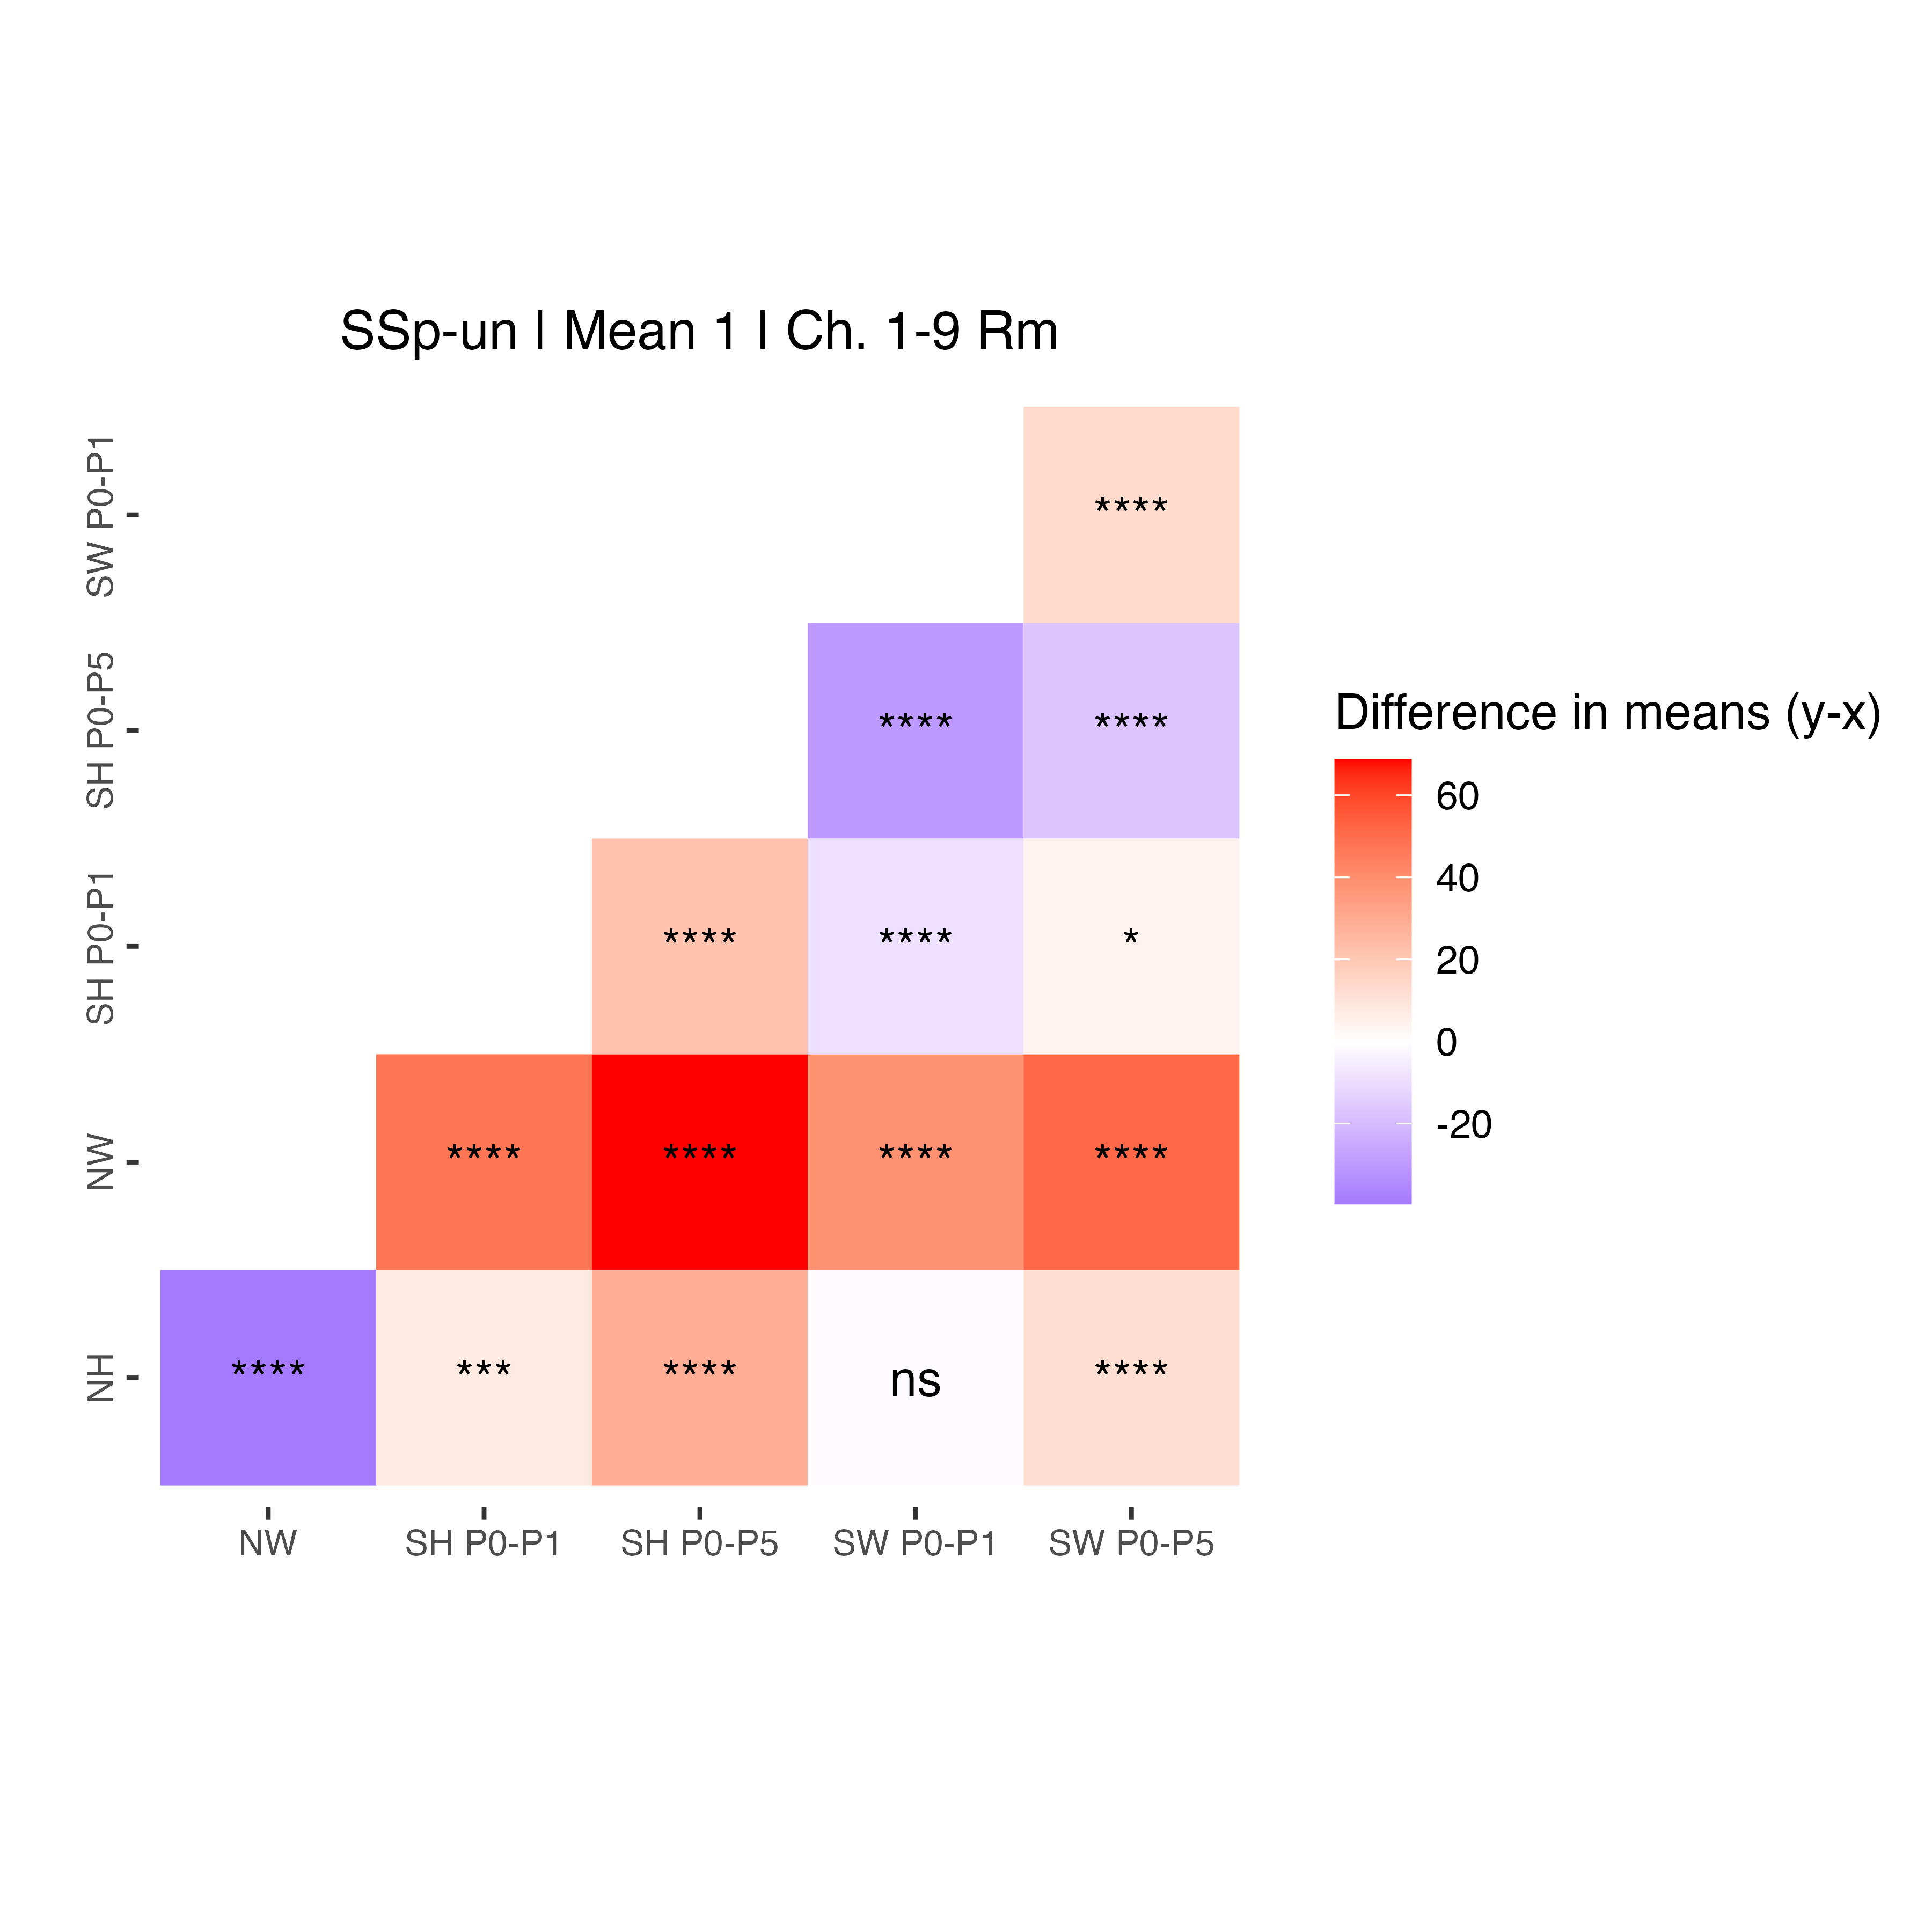 SSp-un | Mean 1 | Ch. 1-9 Rm
SW P0-P1
****
SH P0-P5
**** ****
SH P0-P1
**** **** *
NW
**** **** **** ****
NH
**** *** **** ns ****
NW SH P0-P1 SH P0-P5 SW P0-P1 SW P0-P5
Difference in means (y-x)
60
40
20
0
-20